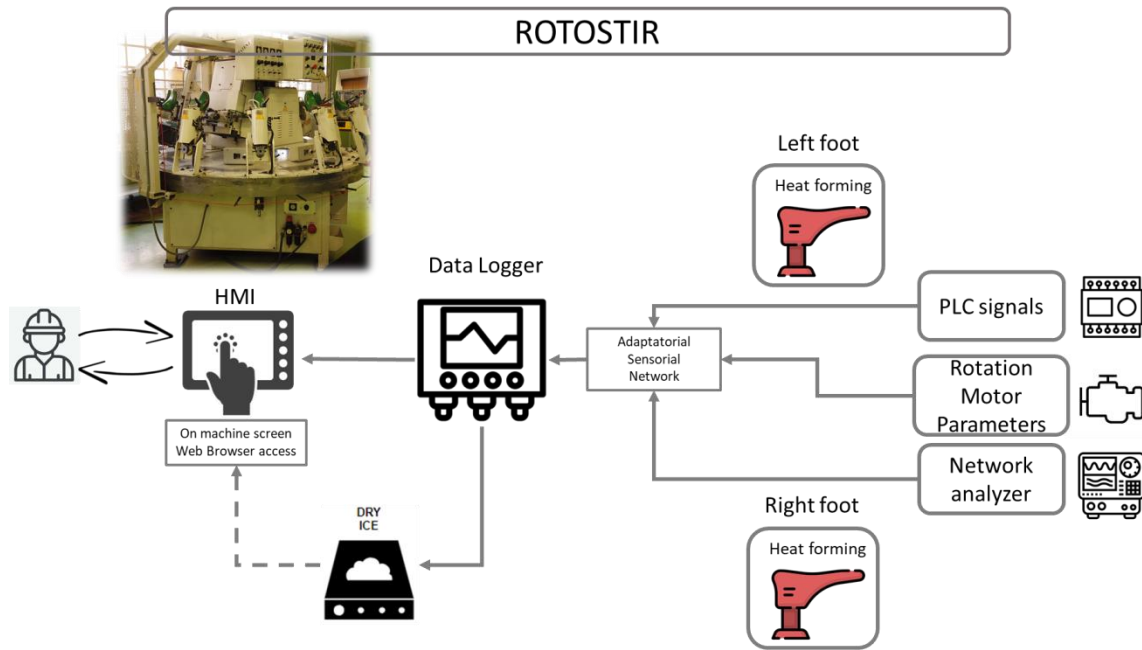 ROTOSTIR
Left foot
Heat forming
Data Logger
HMI
PLC signals
Adaptatorial
Sensorial
Network
Rotation
Motor
Parameters
On machine screen
Web Browser access
Network
analyzer
Right foot
DRY
ICE
Heat forming